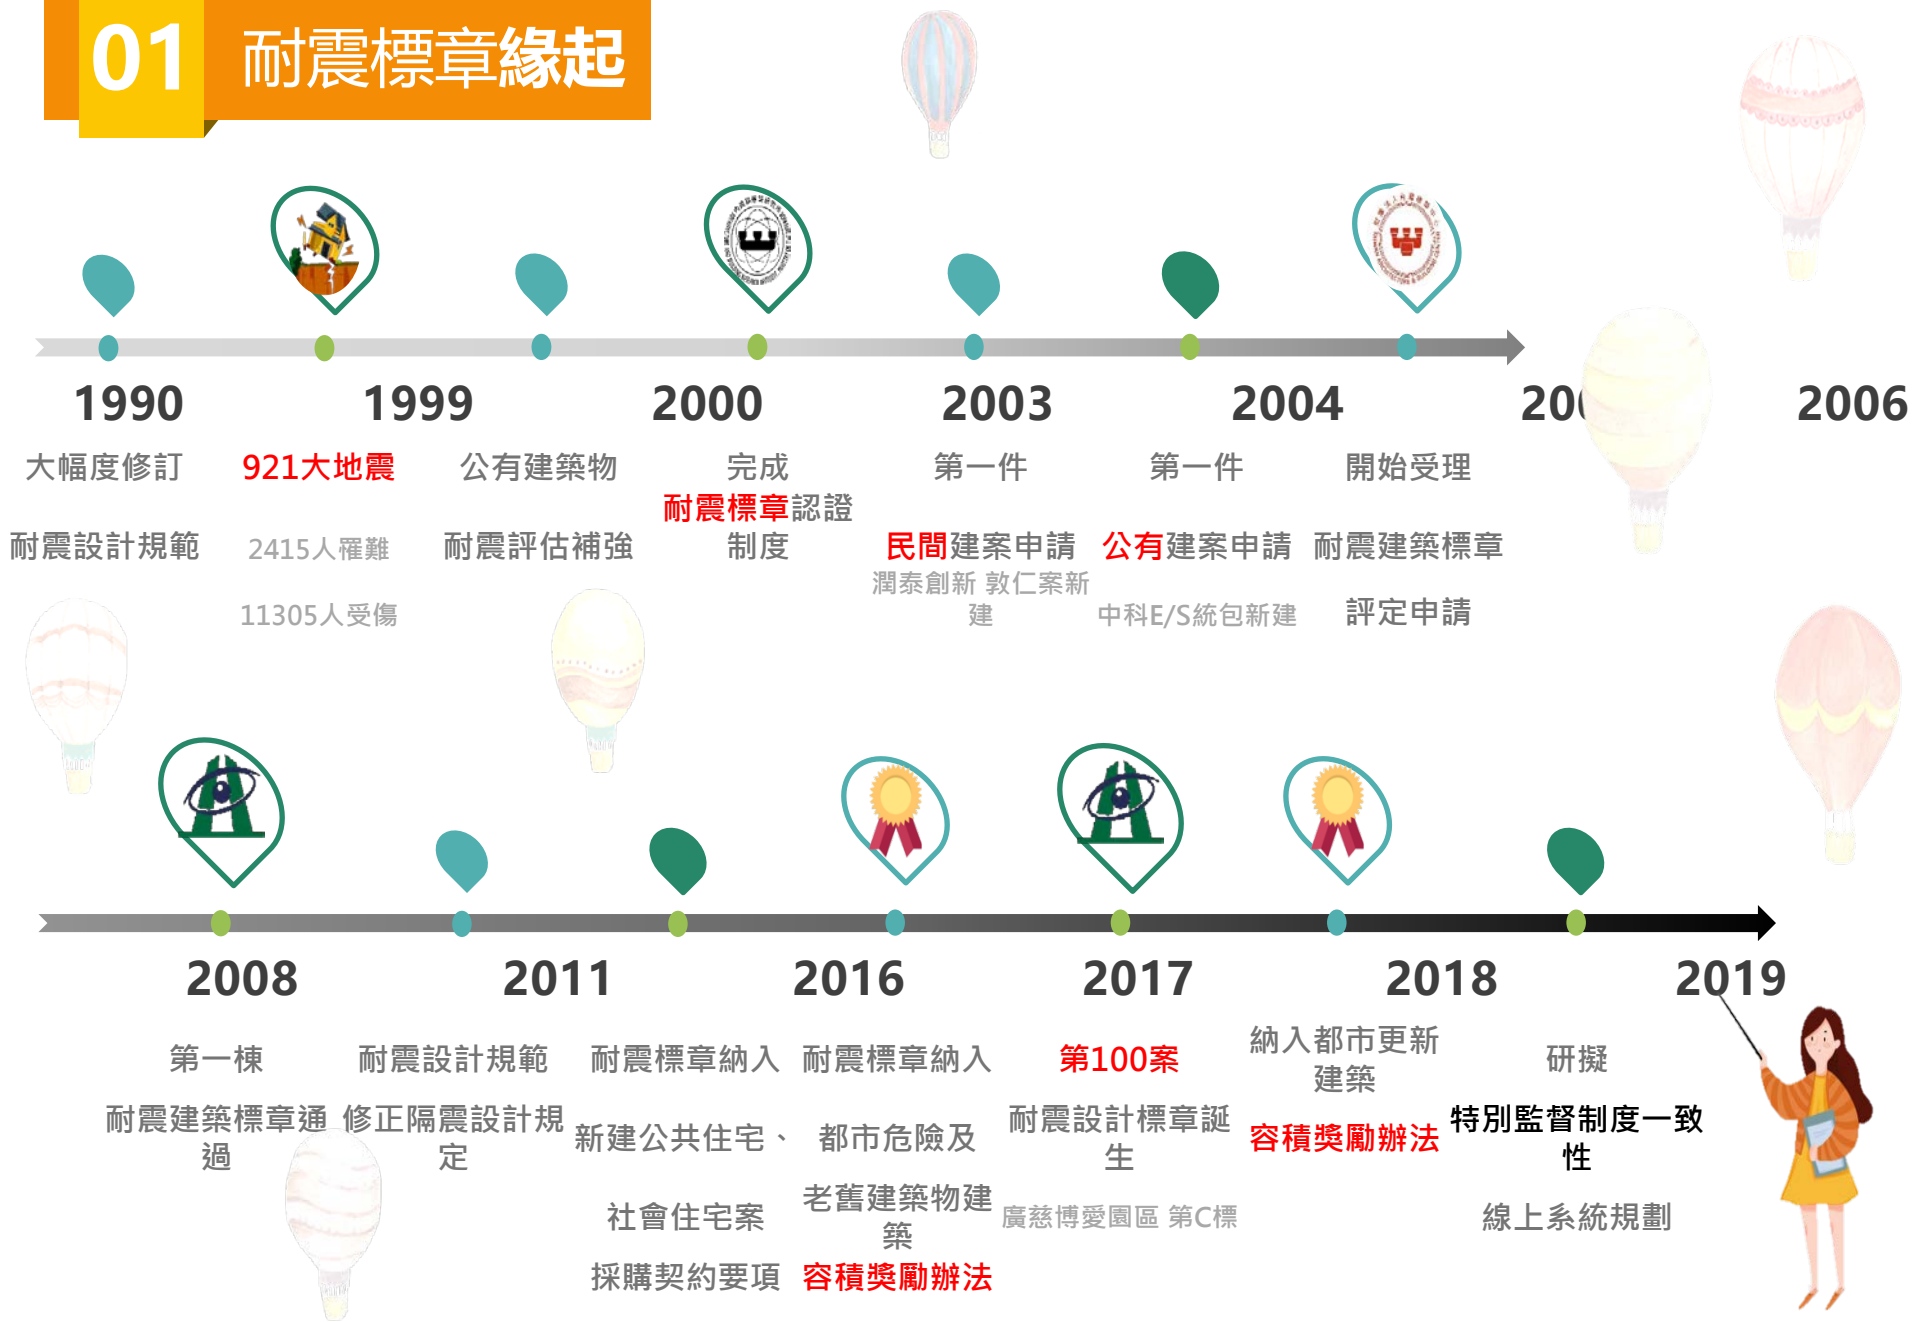 01 耐震標章緣起
1990 1999 2000 2003 2004 2006
大幅度修訂
耐震設計規範
921大地震
2415人罹難
11305人受傷
公有建築物
耐震評估補強
完成
耐震標章認證
制度
第一件
民間建案申請
潤泰創新 敦仁案新
建
第一件
公有建案申請
中科E/S統包新建
開始受理
耐震建築標章
評定申請
2008 2011 2016 2017 2018 2019
第一棟
耐震建築標章通
過
耐震設計規範
修正隔震設計規
定
耐震標章納入
新建公共住宅、
社會住宅案
採購契約要項
耐震標章納入
都市危險及
老舊建築物建
築
容積獎勵辦法
第100案
耐震設計標章誕
生
廣慈博愛園區 第C標
納入都市更新
建築
容積獎勵辦法
研擬
特別監督制度一致
性
線上系統規劃